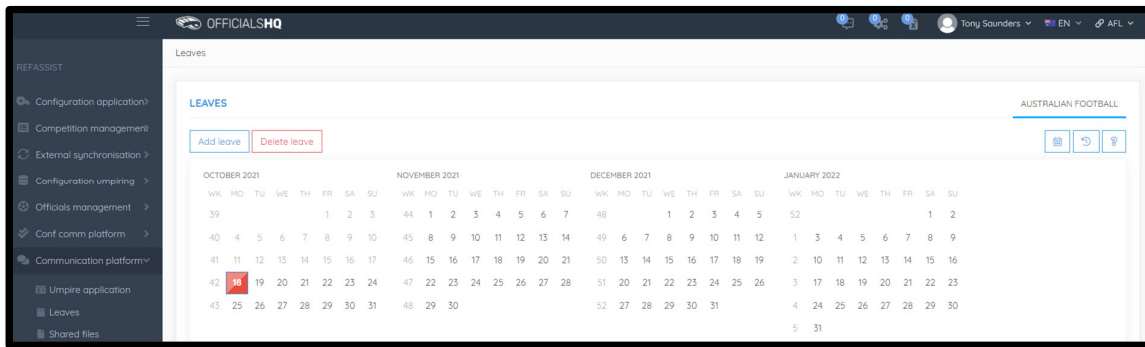 OFFICIALSHQ
0 0 0 Tony Saunders EN AFL
Leaves
REFASSIST
Configuration application
Competition management
External synchronisation
Configuration umpiring
Officials management
Conf comm platform
Communication platform
Umpire application
Leaves
Shared files
LEAVES
AUSTRALIAN FOOTBALL
Add leave Delete leave
OCTOBER 2021
WK MO TU WE TH FR SA SU
39 1 2 3
40 4 5 6 7 8 9 10
41 11 12 13 14 15 16 17
42 18 19 20 21 22 23 24
43 25 26 27 28 29 30 31
NOVEMBER 2021
WK MO TU WE TH FR SA SU
44 1 2 3 4 5 6 7
45 8 9 10 11 12 13 14
46 15 16 17 18 19 20 21
47 22 23 24 25 26 27 28
48 29 30
DECEMBER 2021
WK MO TU WE TH FR SA SU
48 1 2 3 4 5
49 6 7 8 9 10 11 12
50 13 14 15 16 17 18 19
51 20 21 22 23 24 25 26
52 27 28 29 30 31
JANUARY 2022
WK MO TU WE TH FR SA SU
52 1 2
1 3 4 5 6 7 8 9
2 10 11 12 13 14 15 16
3 17 18 19 20 21 22 23
4 24 25 26 27 28 29 30
5 31